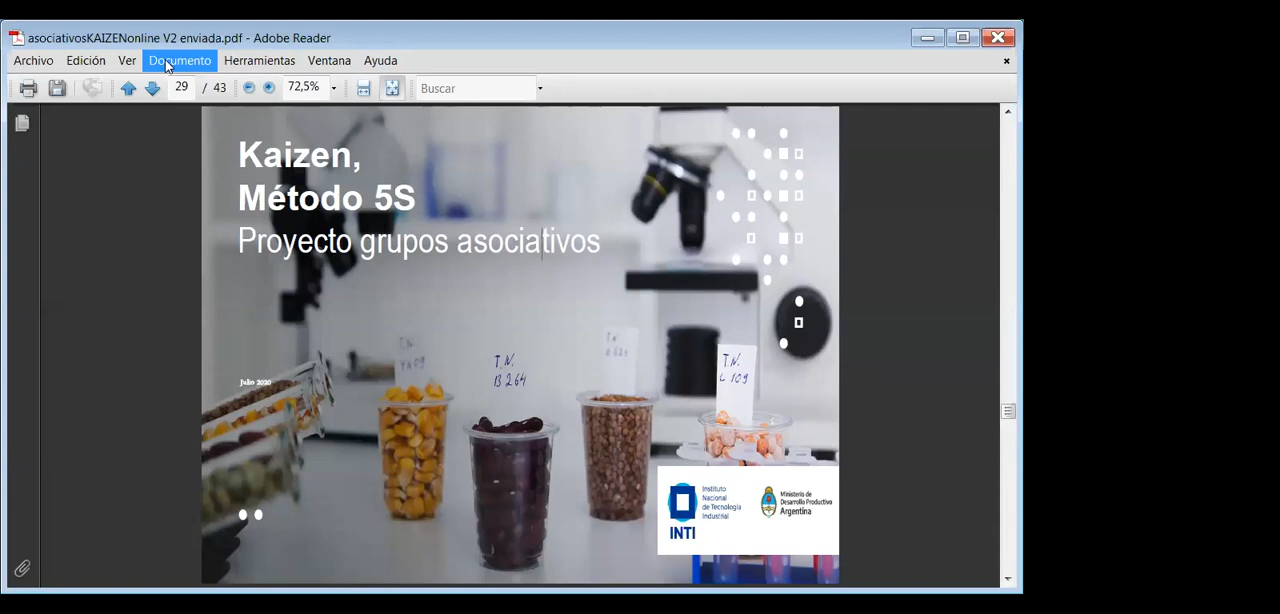 asociativosKAIZENonline V2 enviada.pdf - Adobe Reader
Archivo Edición Ver Documento Herramientas Ventana Ayuda
29 / 43 72,5% Buscar
Kaizen,
Método 5S
Proyecto grupos asociativos
T.N.
T.N.
B264
T.N.
T.N.
L 109
Julio 2020
Instituto
Nacional
de Tecnología
Industrial
INTI
Ministerio de
Desarrollo Productivo
Argentina